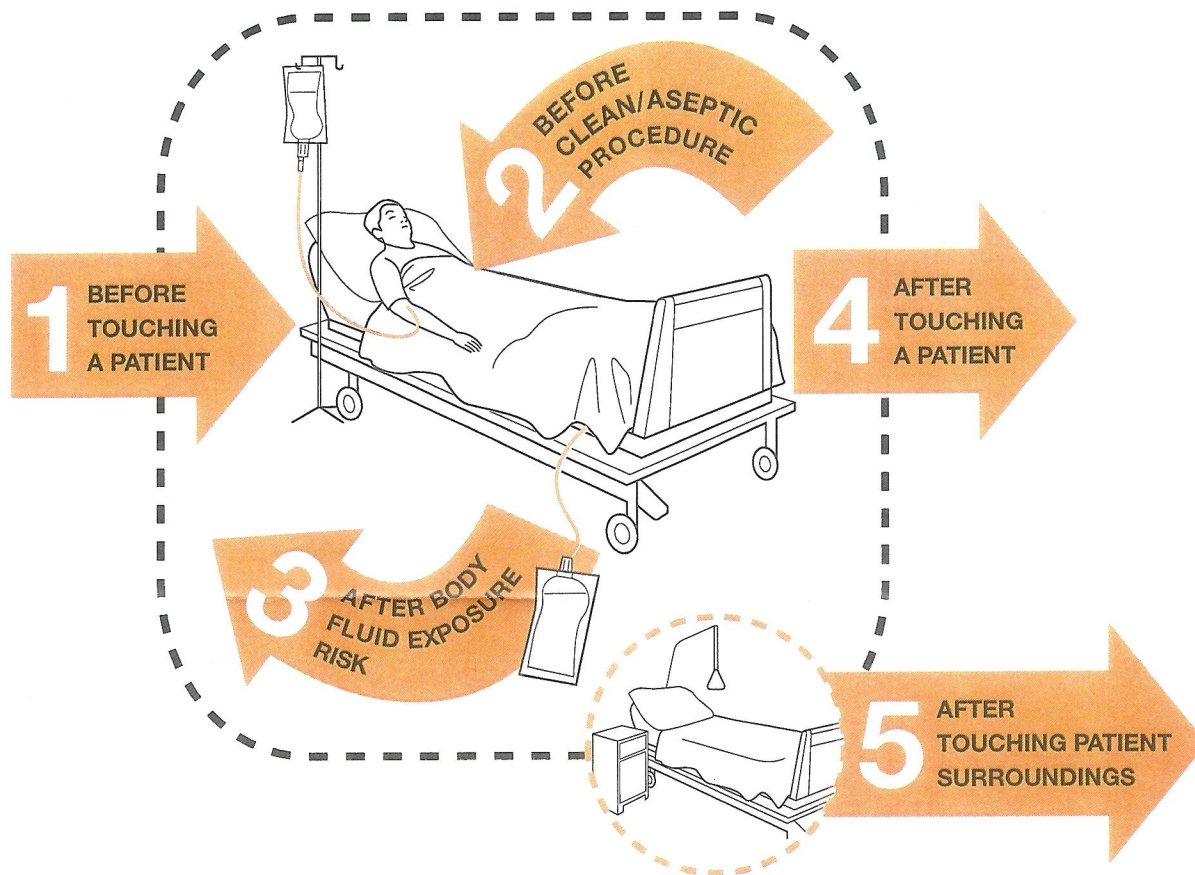 1
BEFORE
TOUCHING
A PATIENT
2
BEFORE
CLEAN/ASEPTIC
PROCEDURE
3
AFTER BODY
FLUID EXPOSURE
RISK
4
AFTER
TOUCHING
A PATIENT
5
AFTER
TOUCHING PATIENT
SURROUNDINGS